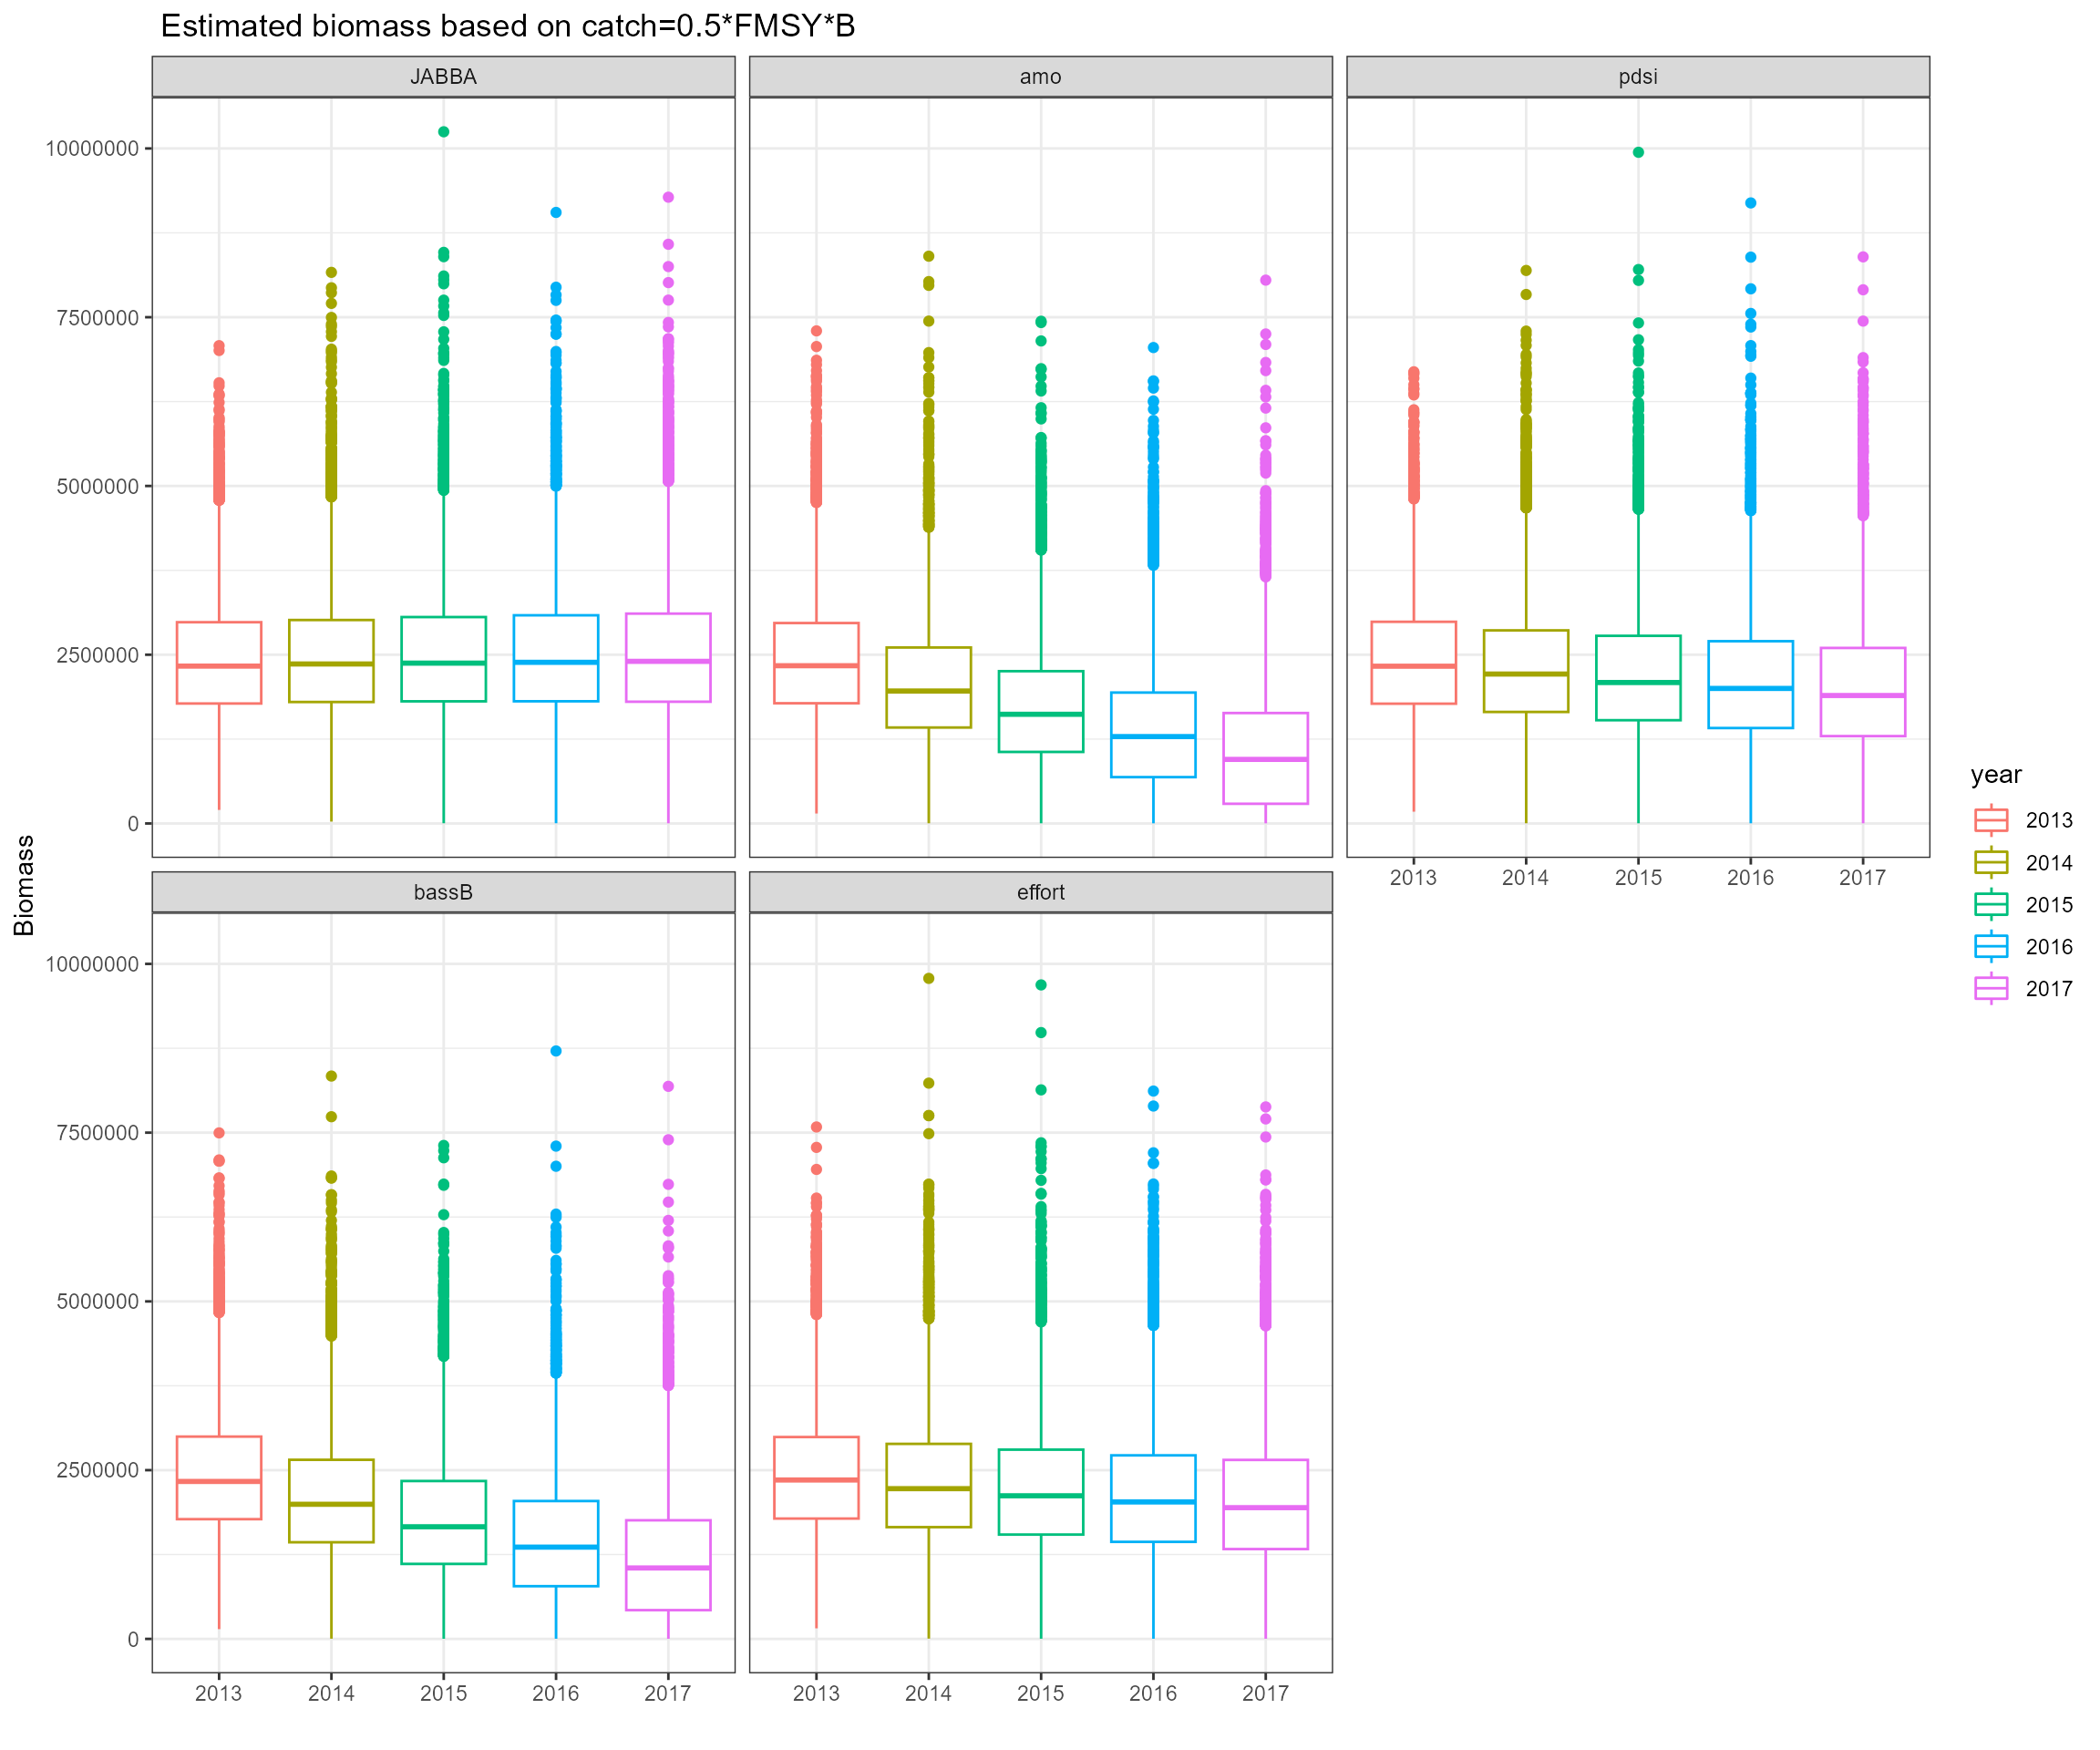 Estimated biomass based on catch=0.5*FMSY*B
JABBA
amo
pdsi
10000000
7500000
5000000
2500000
0
2013 2014 2015 2016 2017
bassB
effort
10000000
7500000
5000000
2500000
0
2013 2014 2015 2016 2017
2013 2014 2015 2016 2017
Biomass
year
2013
2014
2015
2016
2017